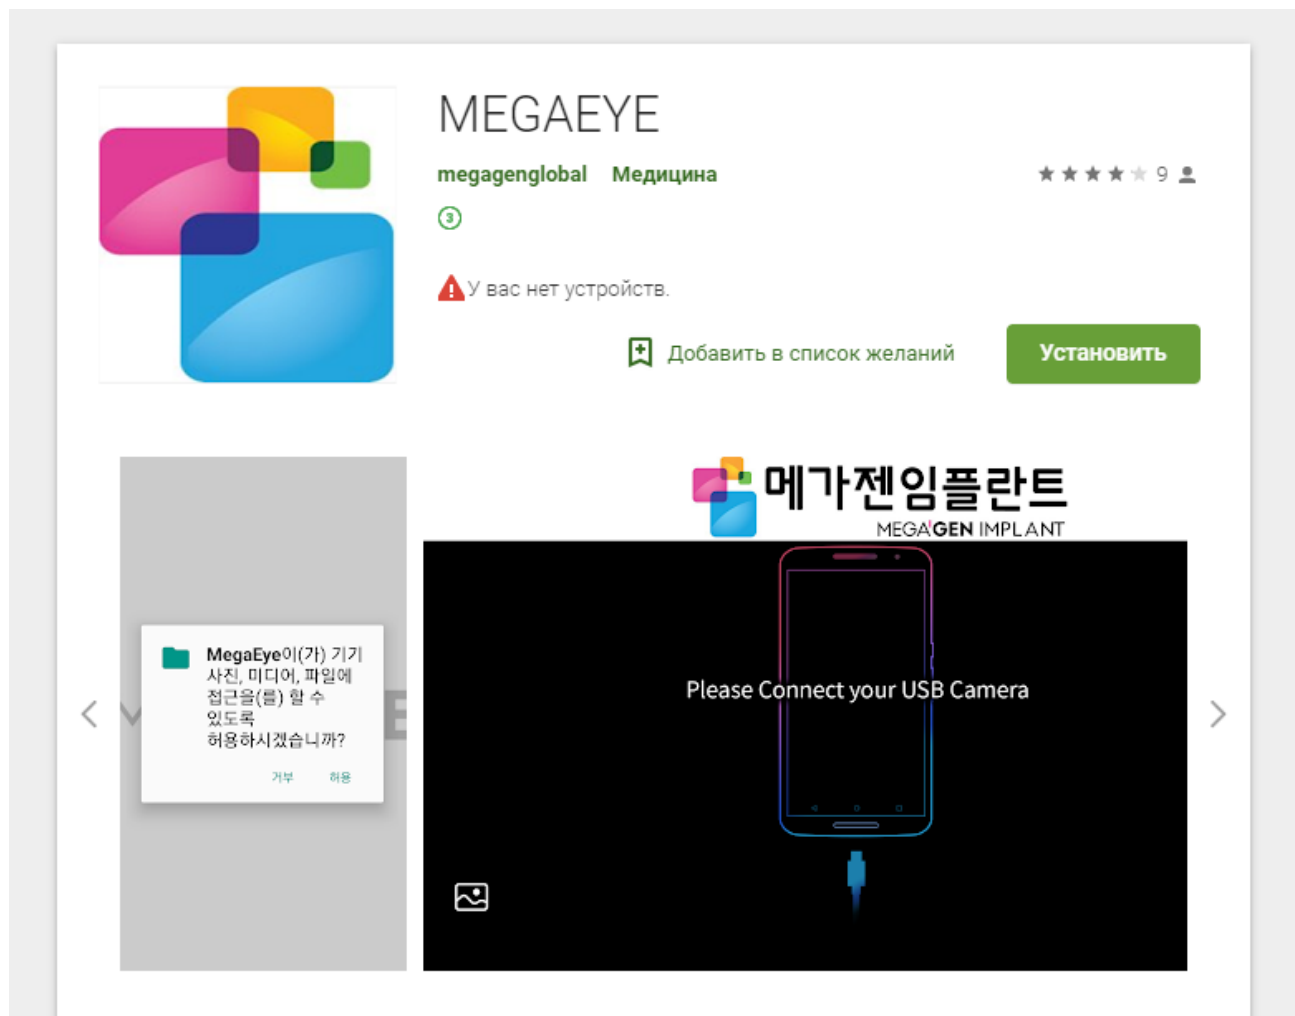 MEGAEYE
megagenglobal Медицина
9
3
У вас нет устройств.
Добавить в список желаний
Установить
MegaEye이(가) 기기
사진, 미디어, 파일에
접근을(를) 할 수
있도록
허용하시겠습니까?
거부 허용
메가젠임플란트
MEGA'GEN IMPLANT
Please Connect your USB Camera